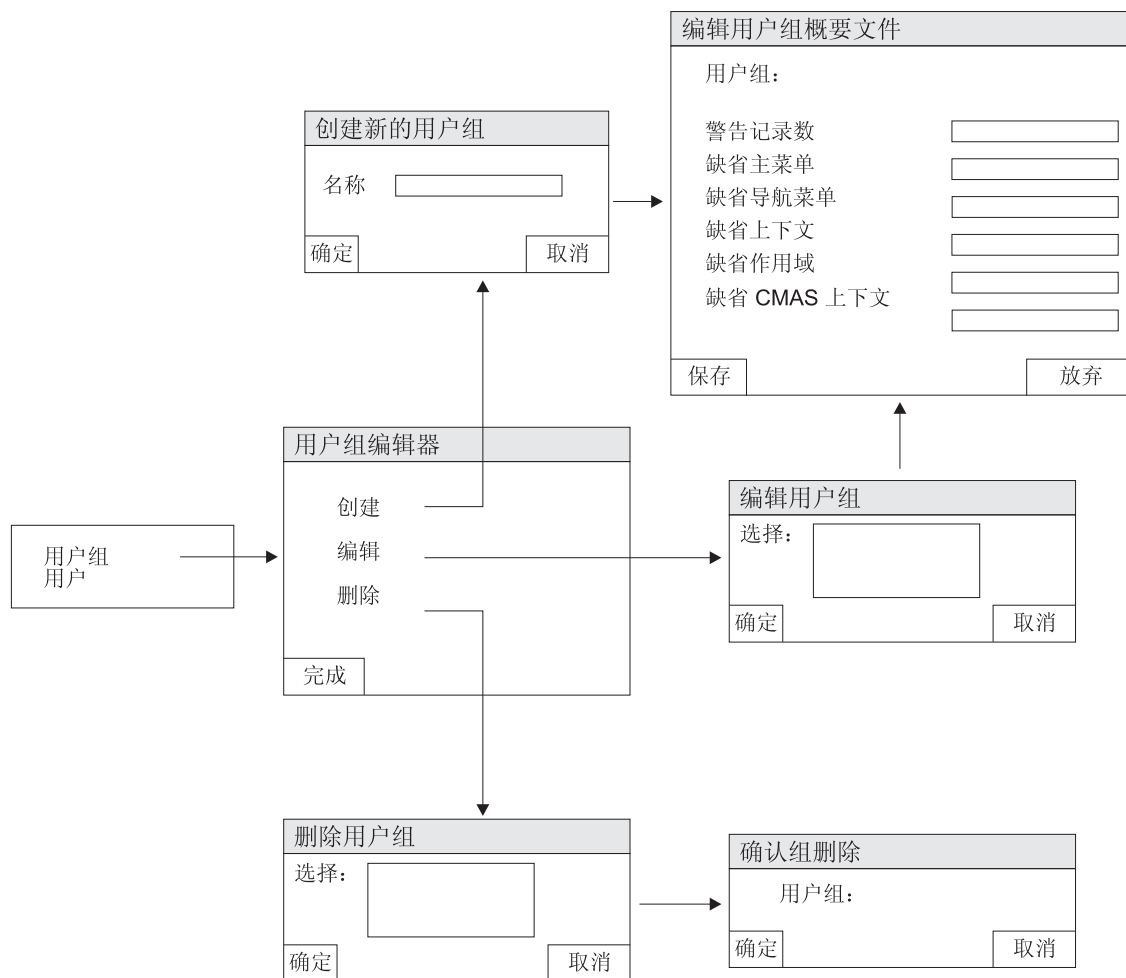 编辑用户组概要文件
用户组：
警告记录数
缺省主菜单
缺省导航菜单
缺省上下文
缺省作用域
缺省 CMAS 上下文
保存
放弃
创建新的用户组
名称
确定
取消
用户组编辑器
创建
编辑
删除
完成
用户组
用户
编辑用户组
选择：
确定
取消
删除用户组
选择：
确定
取消
确认组删除
用户组：
确定
取消